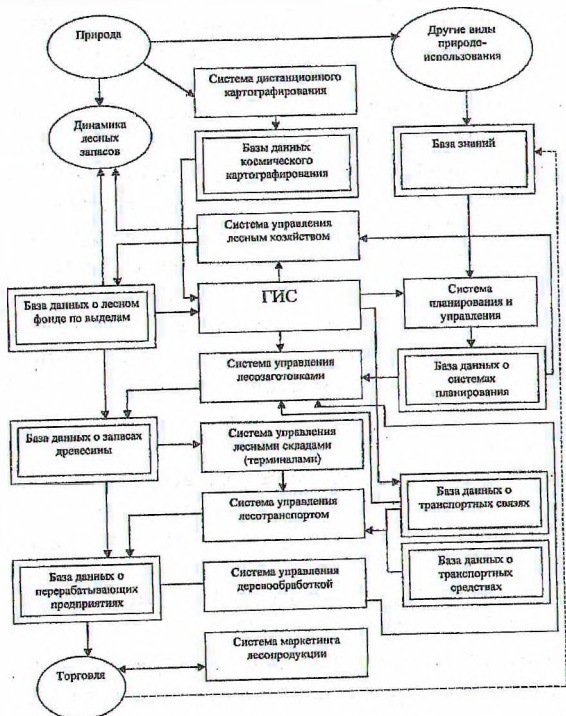 Природа
Другие виды
природо-
использования
Система дистанционного
картографирования
Динамика
лесных
запасов
Базы данных
космического
картографирования
База знаний
Система управления
лесным хозяйством
База данных о лесном
фонде по выделам
ГИС
Система
планирования и
управления
Система управления
лесозаготовками
База данных о
системах
планирования
База данных о запасах
древесины
Система управления
лесными складами
(терминалами)
База данных о
транспортных связях
Система управления
лесотранспортом
База данных о
перерабатывающих
предприятиях
Система управления
деревообработкой
База данных о
транспортных
средствах
Система маркетинга
лесопродукции
Торговля